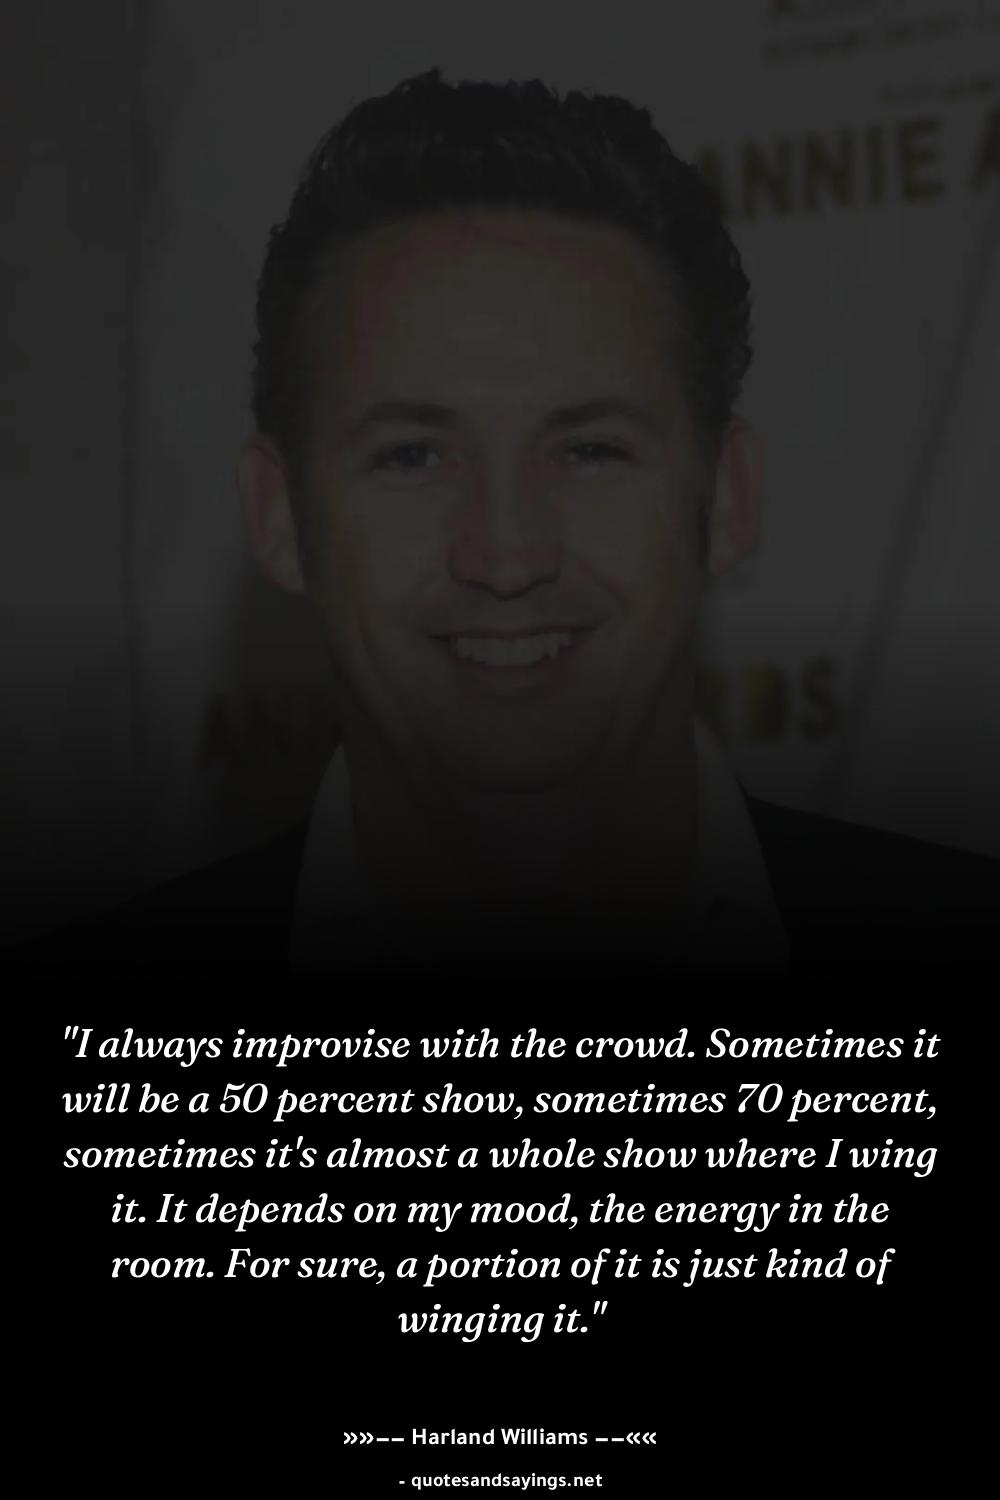 ANNIE A
RDS
"I always improvise with the crowd. Sometimes it
will be a 50 percent show, sometimes 70 percent,
sometimes it's almost a whole show where I wing
it. It depends on my mood, the energy in the
room. For sure, a portion of it is just kind of
winging it."
»»–– Harland Williams ––««
- quotesandsayings.net